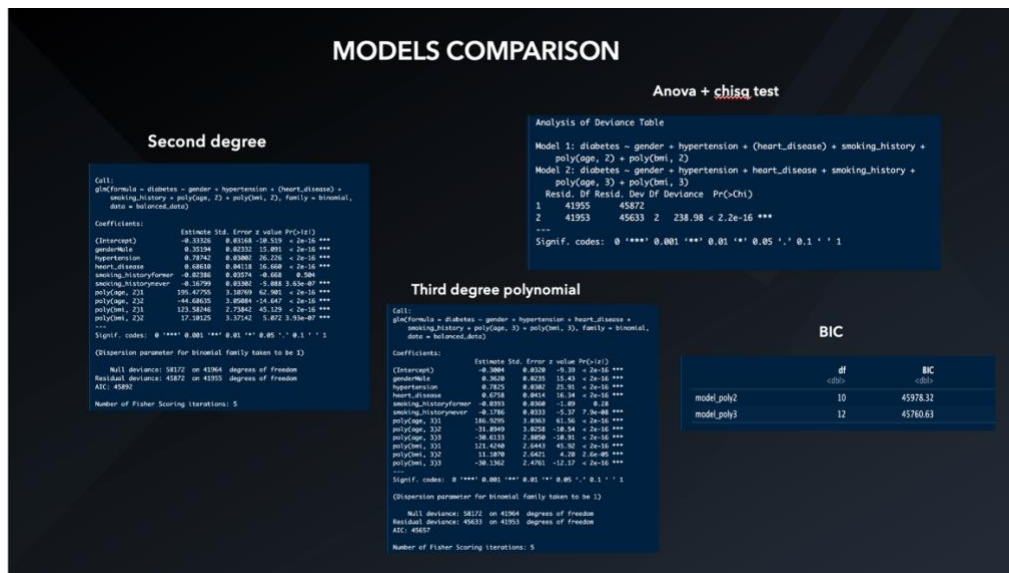 MODELS COMPARISON
Second degree
Call:
glm(formula = diabetes ~ gender + hypertension + (heart_disease) +
smoking_history + poly(age, 2) + poly(bmi, 2), family = binomial,
data = balanced_data)
Coefficients:
Estimate Std. Error z value Pr(>|z|)
(Intercept) -0.33326 0.03168 -10.519 < 2e-16 ***
genderMale 0.35194 0.02332 15.091 < 2e-16 ***
hypertension 0.78742 0.03002 26.226 < 2e-16 ***
heart_disease 0.68610 0.04118 16.660 < 2e-16 ***
smoking_historyformer -0.02386 0.03574 -0.668 0.504
smoking_historynever -0.16799 0.03302 -5.088 3.63e-07 ***
poly(age, 2)1 195.47755 3.10769 62.901 < 2e-16 ***
poly(age, 2)2 -44.68635 3.05084 -14.647 < 2e-16 ***
poly(bmi, 2)1 123.58246 2.73842 45.129 < 2e-16 ***
poly(bmi, 2)2 17.10125 3.37142 5.072 3.93e-07 ***
---
Signif. codes: 0 '***' 0.001 '**' 0.01 '*' 0.05 '.' 0.1 ' ' 1
(Dispersion parameter for binomial family taken to be 1)
Null deviance: 58172 on 41964 degrees of freedom
Residual deviance: 45872 on 41955 degrees of freedom
AIC: 45892
Number of Fisher Scoring iterations: 5
Anova + chisq test
Analysis of Deviance Table
Model 1: diabetes ~ gender + hypertension + (heart_disease) + smoking_history +
poly(age, 2) + poly(bmi, 2)
Model 2: diabetes ~ gender + hypertension + heart_disease + smoking_history +
poly(age, 3) + poly(bmi, 3)
Resid. Df Resid. Dev Df Deviance Pr(>Chi)
1 41955 45872
2 41953 45633 2 238.98 < 2.2e-16 ***
---
Signif. codes: 0 '***' 0.001 '**' 0.01 '*' 0.05 '.' 0.1 ' ' 1
Third degree polynomial
Call:
glm(formula = diabetes ~ gender + hypertension + heart_disease +
smoking_history + poly(age, 3) + poly(bmi, 3), family = binomial,
data = balanced_data)
Coefficients:
Estimate Std. Error z value Pr(>|z|)
(Intercept) -0.3004 0.0320 -9.39 < 2e-16 ***
genderMale 0.3620 0.0235 15.43 < 2e-16 ***
hypertension 0.7825 0.0302 25.91 < 2e-16 ***
heart_disease 0.6758 0.0414 16.34 < 2e-16 ***
smoking_historyformer -0.0393 0.0360 -1.09 0.28
smoking_historynever -0.1786 0.0333 -5.37 7.9e-08 ***
poly(age, 3)1 186.9295 3.0363 61.56 < 2e-16 ***
poly(age, 3)2 -31.8949 3.0258 -10.54 < 2e-16 ***
poly(age, 3)3 -30.6133 2.8050 -10.91 < 2e-16 ***
poly(bmi, 3)1 121.4240 2.6443 45.92 < 2e-16 ***
poly(bmi, 3)2 11.1070 2.6421 4.20 2.6e-05 ***
poly(bmi, 3)3 -30.1362 2.4761 -12.17 < 2e-16 ***
---
Signif. codes: 0 '***' 0.001 '**' 0.01 '*' 0.05 '.' 0.1 ' ' 1
(Dispersion parameter for binomial family taken to be 1)
Null deviance: 58172 on 41964 degrees of freedom
Residual deviance: 45633 on 41953 degrees of freedom
AIC: 45657
Number of Fisher Scoring iterations: 5
BIC
df BIC
<dbl> <dbl>
model_poly2 10 45978.32
model_poly3 12 45760.63